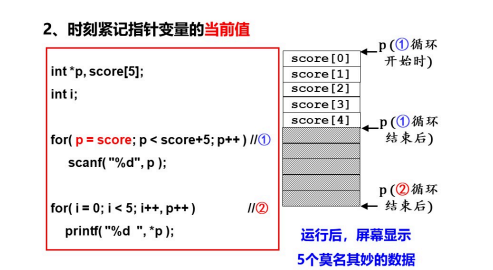 2、时刻紧记指针变量的当前值
int *p, score[5];
int i;
for( p = score; p < score+5; p++ ) //①
scanf( "%d", p );
for( i = 0; i < 5; i++, p++ ) //②
printf( "%d  ", *p );
score[0]
score[1]
score[2]
score[3]
score[4]
p(①循环
开始时)
p(①循环
结束后)
p(②循环
结束后)
运行后，屏幕显示
5个莫名其妙的数据